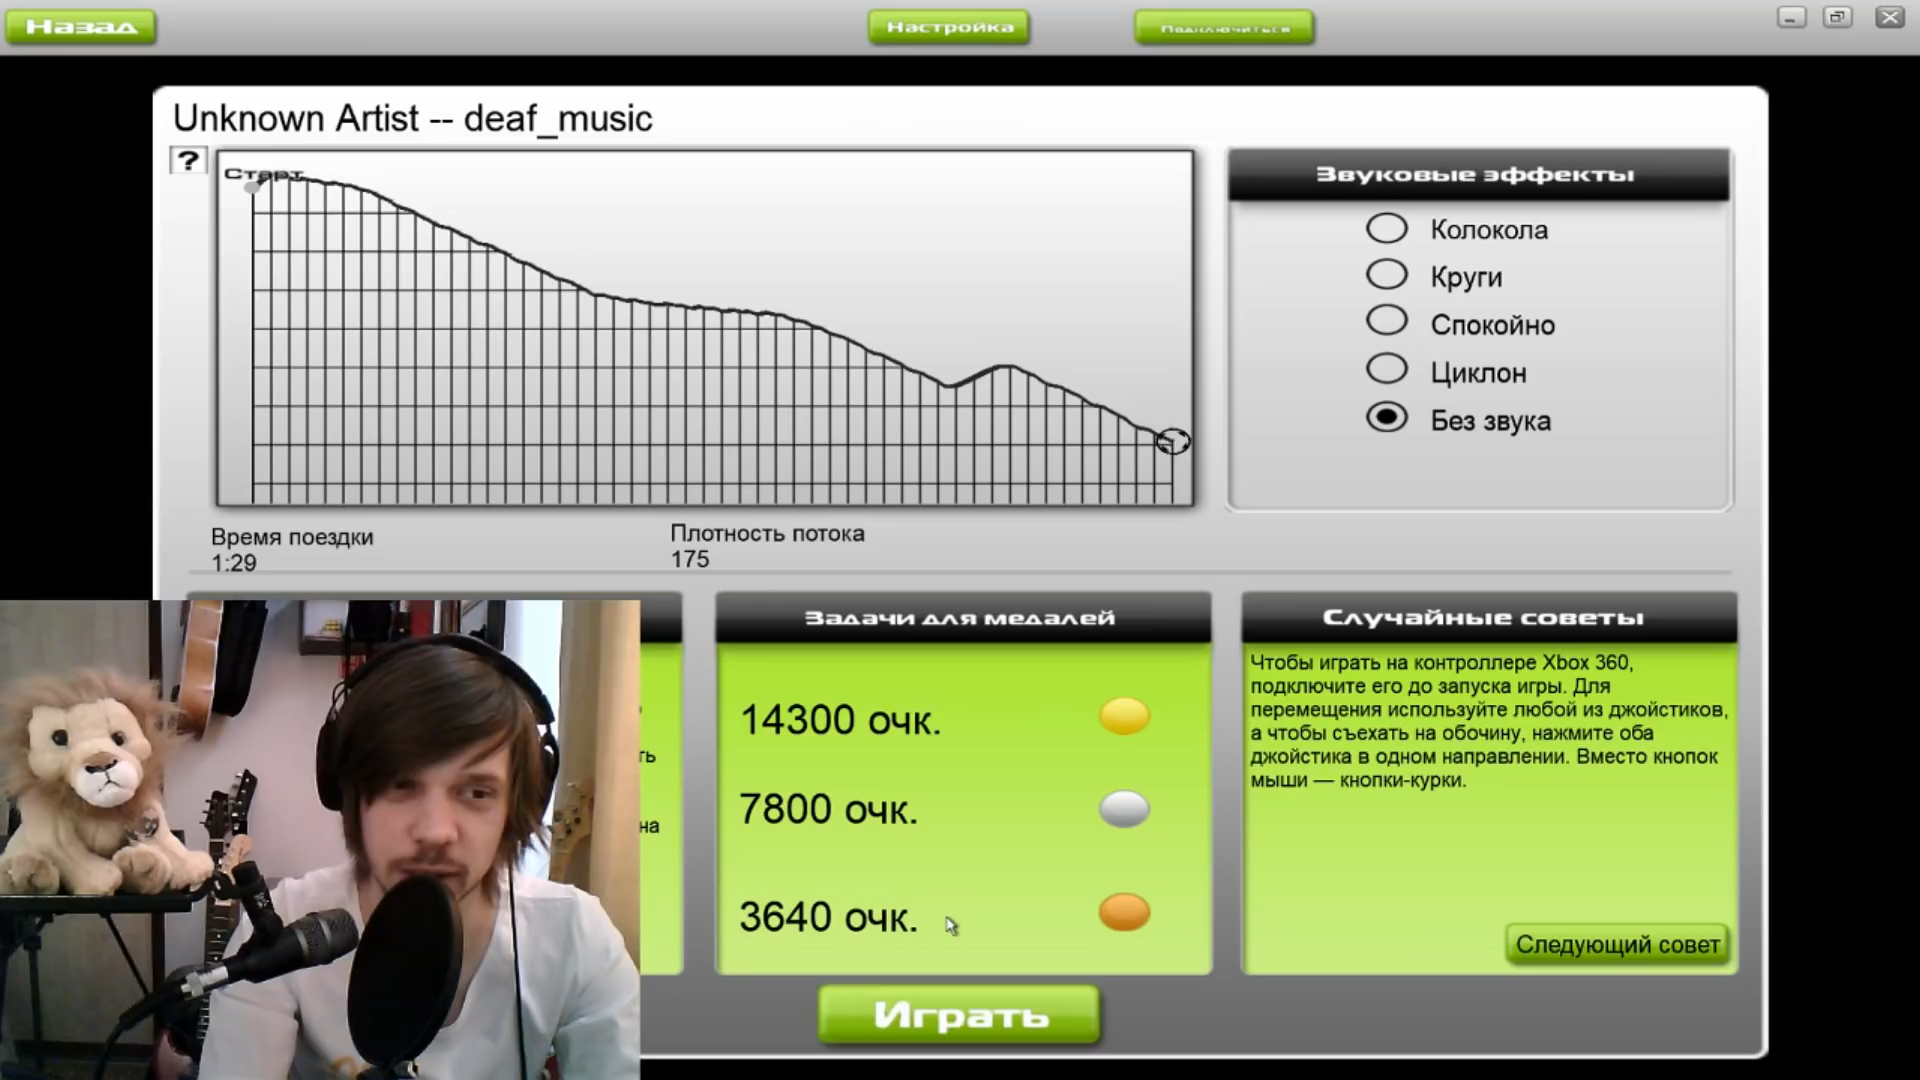 Назад
Настройка
Подключиться
Unknown Artist -- deaf_music
?
Старт
Звуковые эффекты
Колокола
Круги
Спокойно
Циклон
Без звука
Время поездки
1:29
Плотность потока
175
ть
на
Задачи для медалей
14300 очк.
7800 очк.
3640 очк.
Случайные советы
Чтобы играть на контроллере Xbox 360,
подключите его до запуска игры. Для
перемещения используйте любой из джойстиков,
а чтобы съехать на обочину, нажмите оба
джойстика в одном направлении. Вместо кнопок
мыши — кнопки-курки.
Следующий совет
Играть